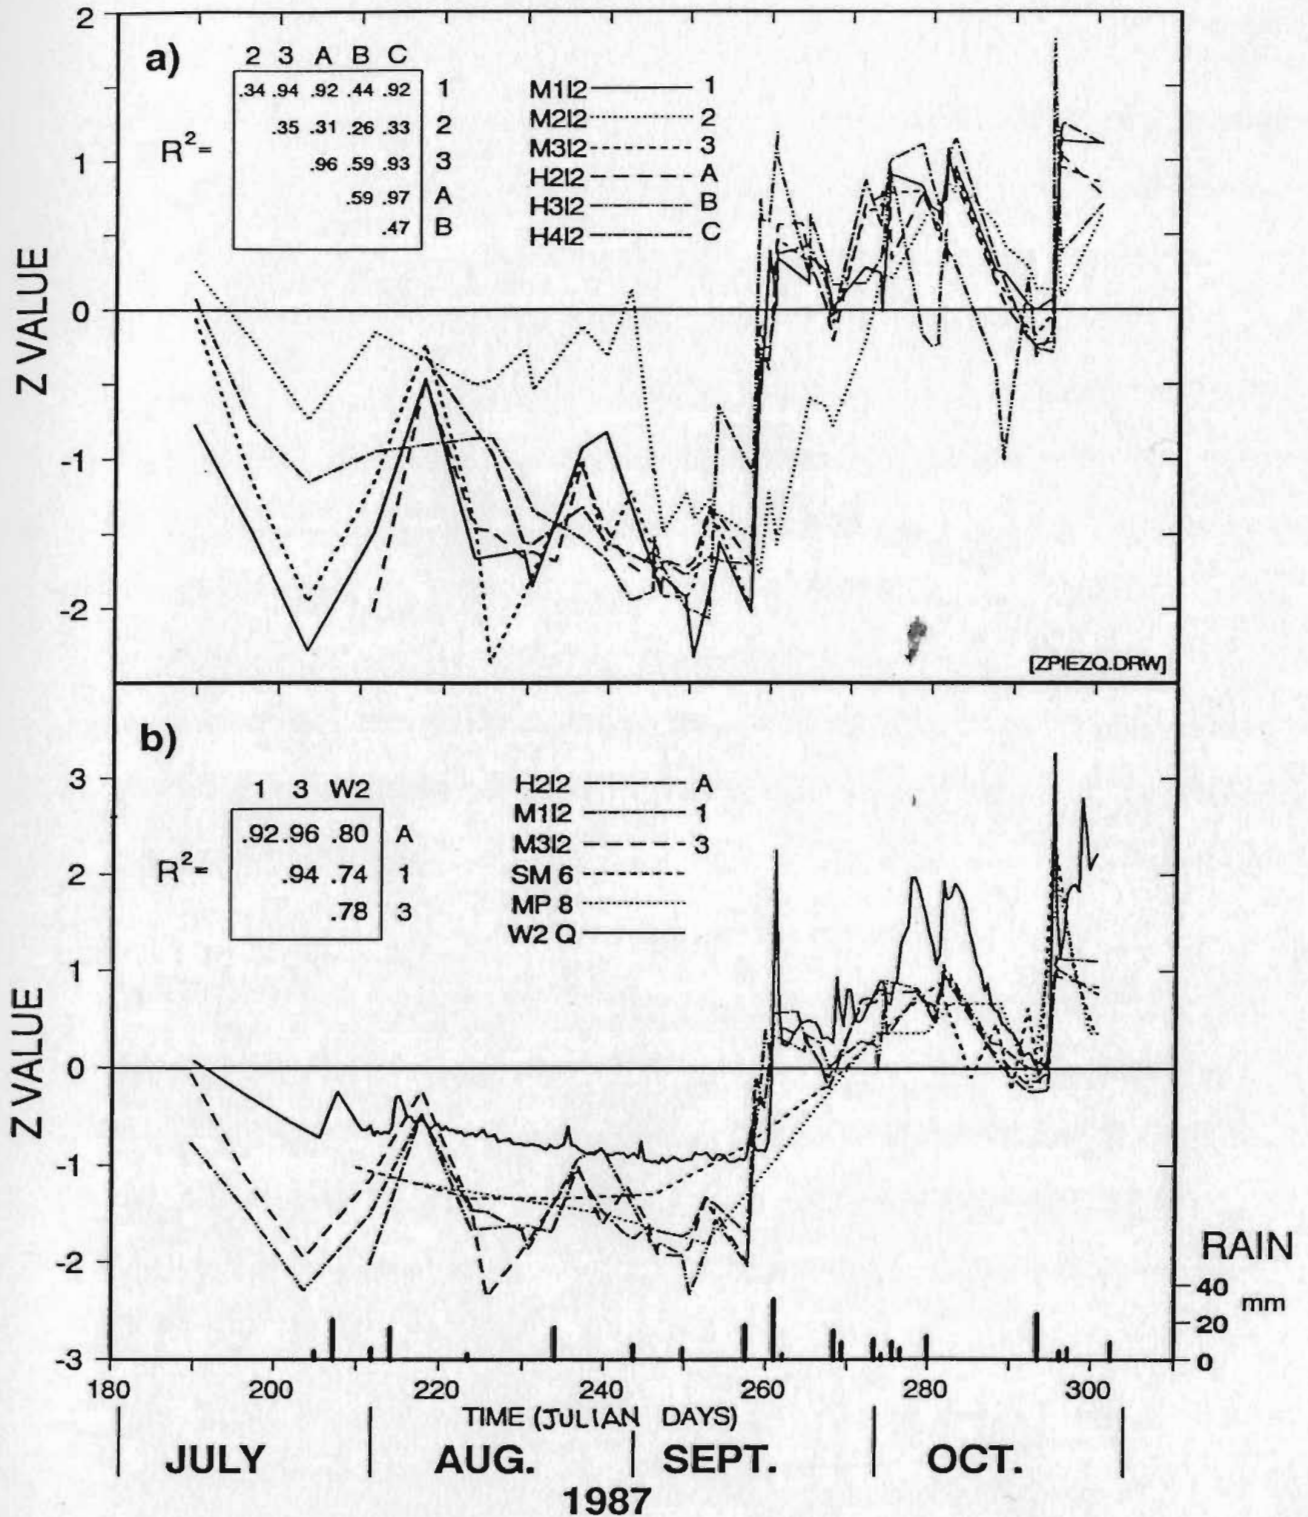 2
a)
2 3 A B C
.34 .94 .92 .44 .92 1
.35 .31 .26 .33 2
R²= .96 .59 .93 3
.59 .97 A
.47 B
M1I2 1
M2I2 2
M3I2 3
H2I2 A
H3I2 B
H4I2 C
1
0
-1
-2
Z VALUE
[ZPIEZQ.DRW]
b)
1 3 W2
.92 .96 .80 A
R²= .94 .74 1
.78 3
H2I2 A
M1I2 1
M3I2 3
SM 6
MP 8
W2 Q
3
2
1
0
-1
-2
-3
Z VALUE
RAIN
40
mm
20
0
180 200 220 240 260 280 300
TIME (JULIAN DAYS)
JULY AUG. SEPT. OCT.
1987